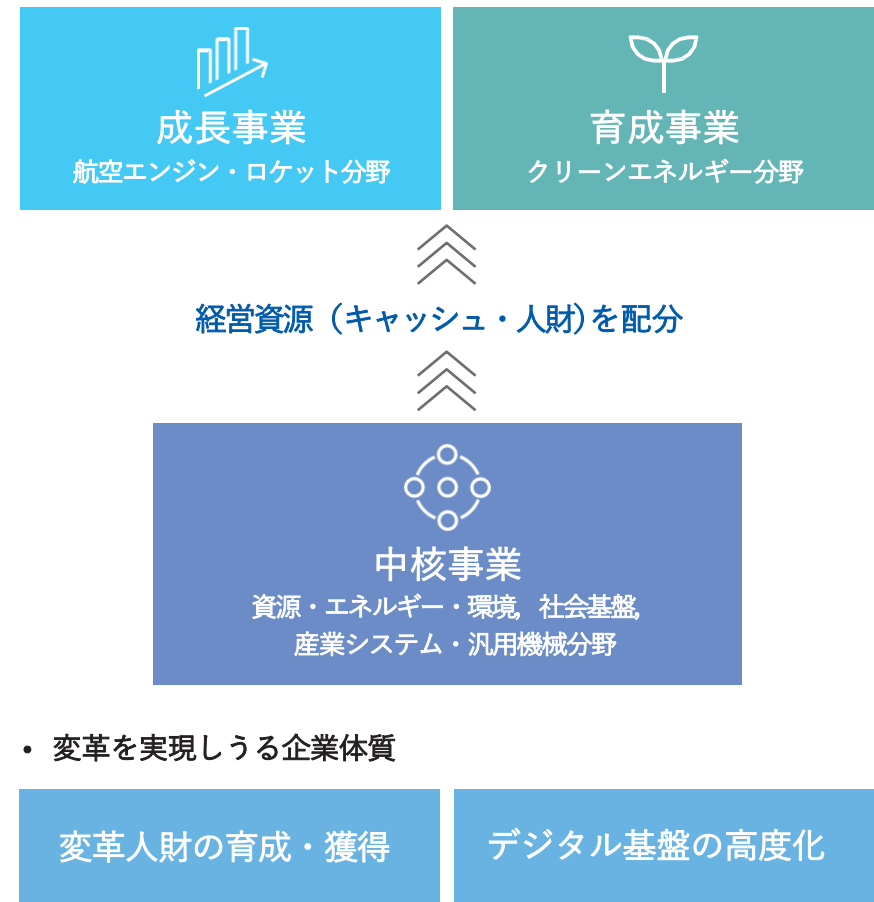 成長事業
航空エンジン・ロケット分野
育成事業
クリーンエネルギー分野
経営資源（キャッシュ・人財）を配分
中核事業
資源・エネルギー・環境，社会基盤，
産業システム・汎用機械分野
• 変革を実現しうる企業体質
変革人財の育成・獲得
デジタル基盤の高度化